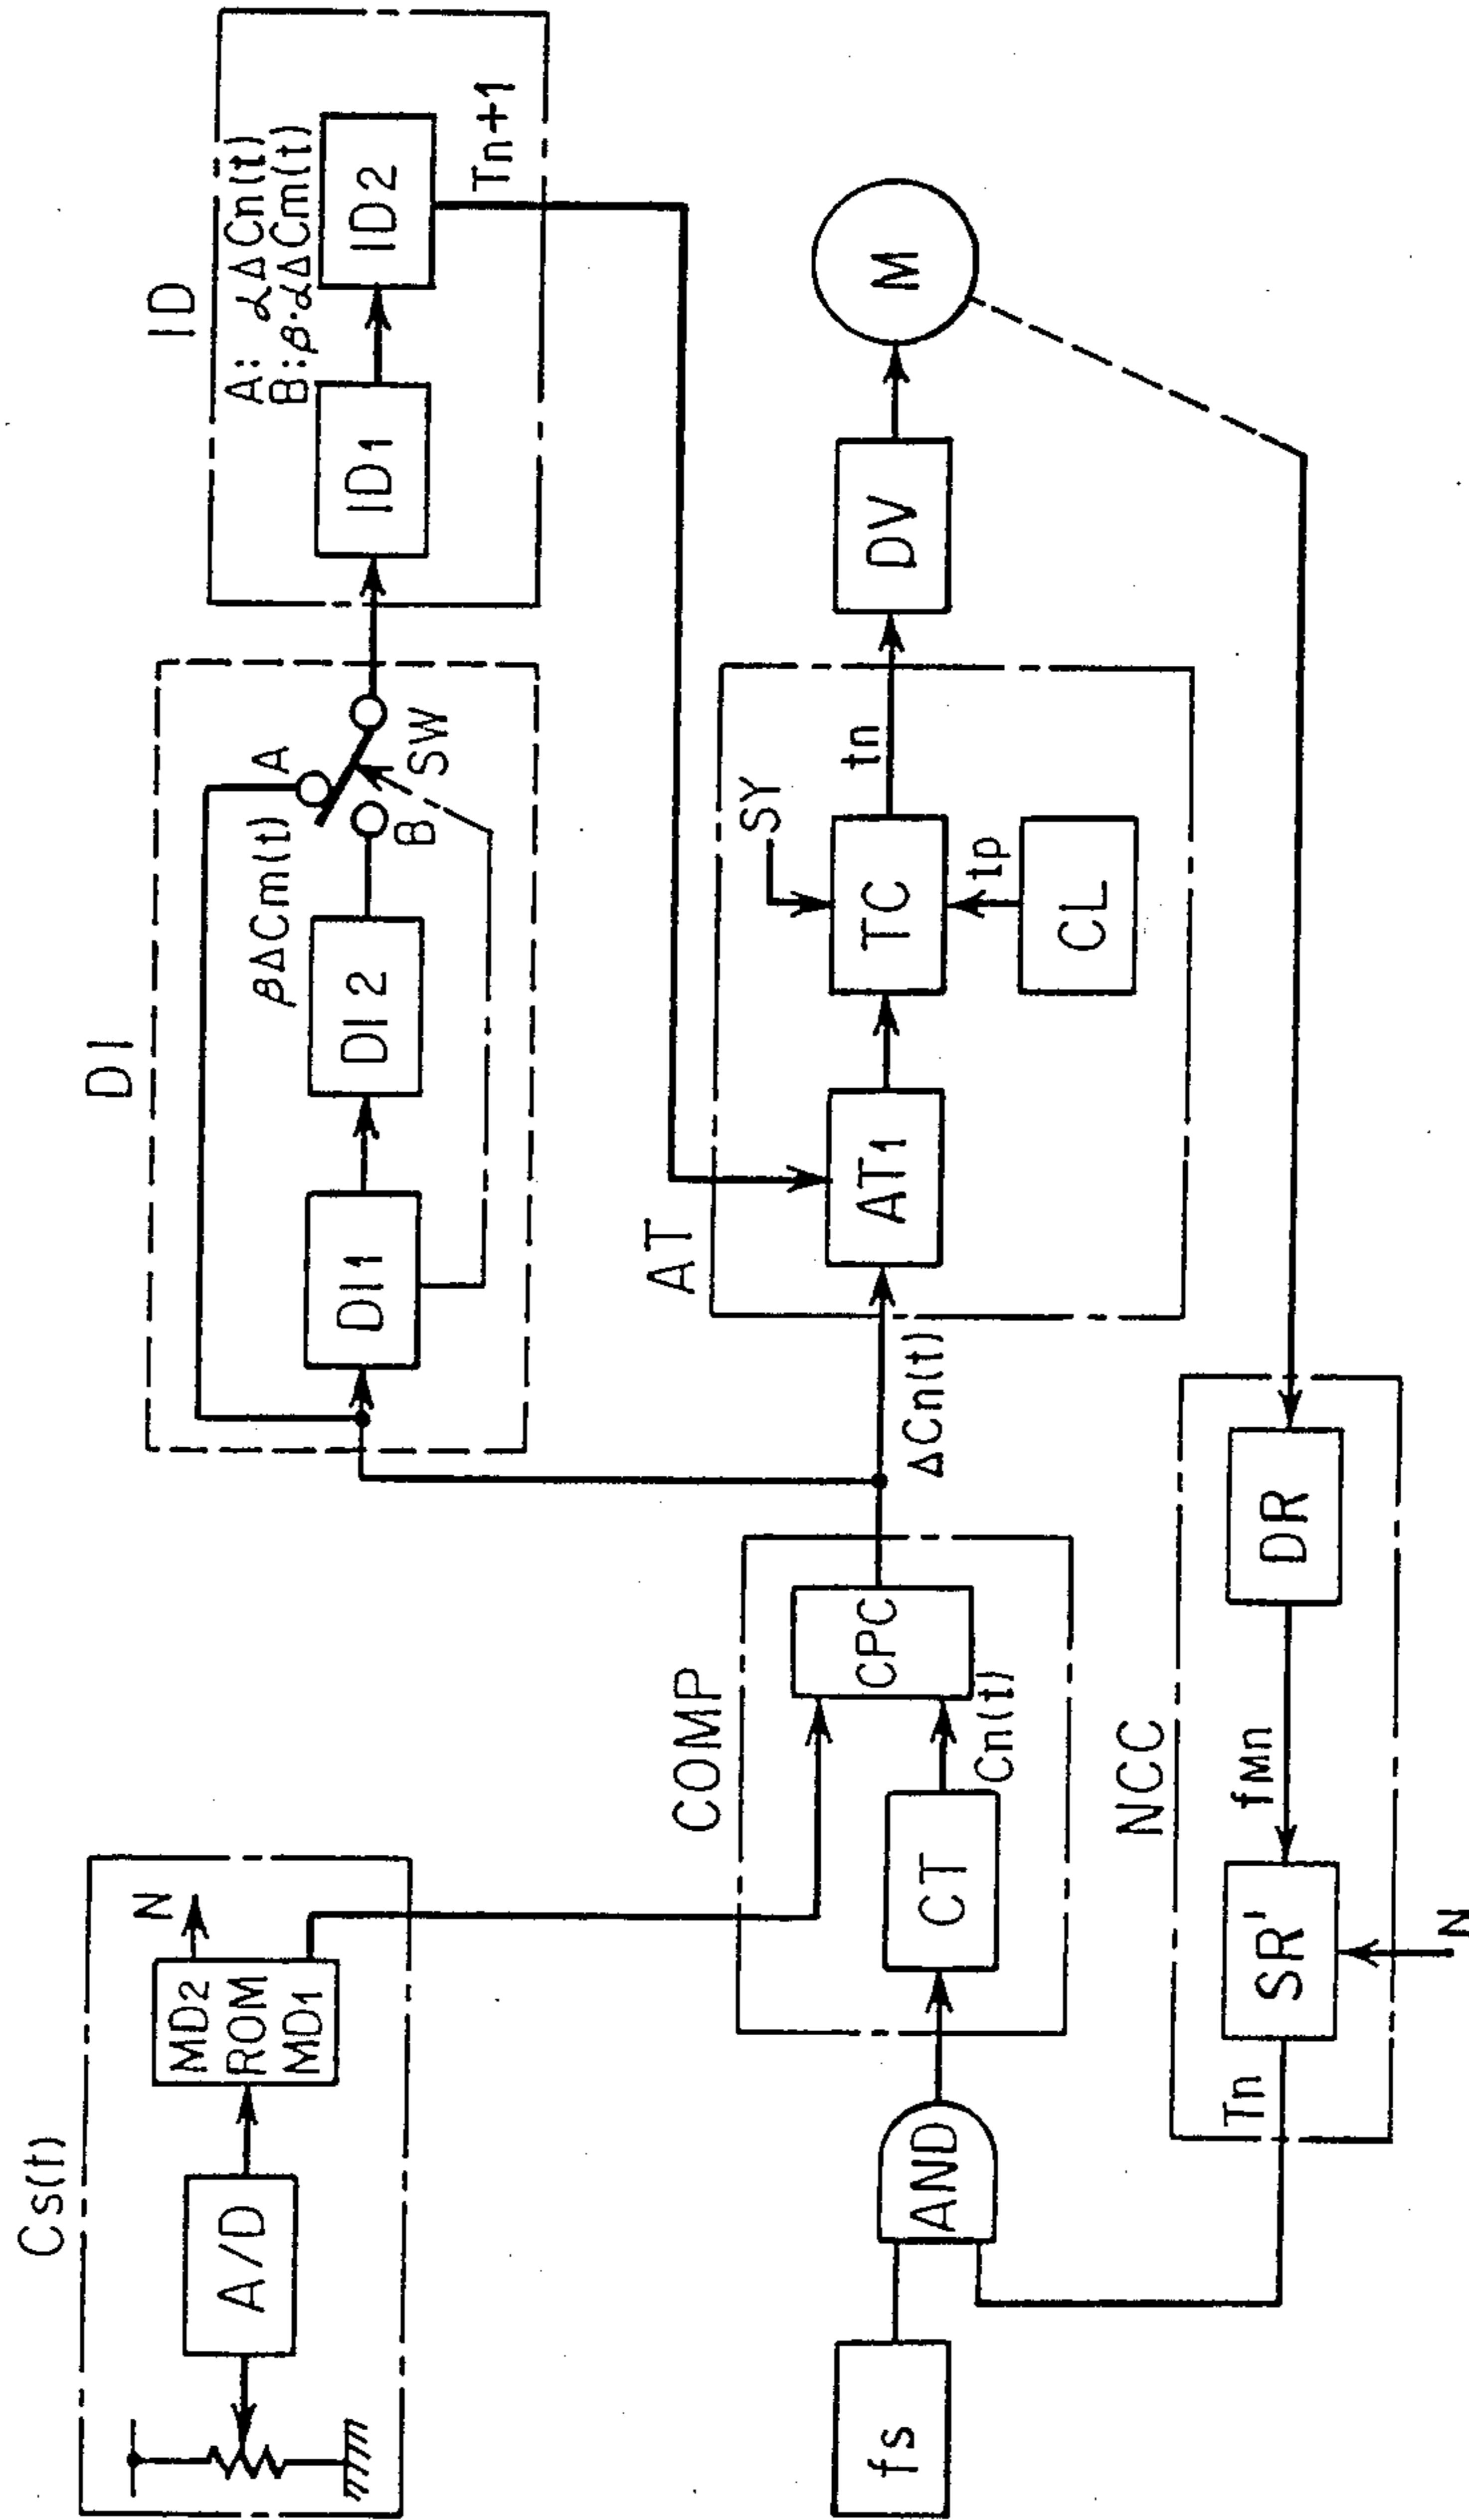 Cs(t)
A/D
MD2
ROM
MD1
N
DI
DI1
DI2
βΔCm(t)
A
B
SW
ID
A: αΔCn(t)
B: β·αΔCm(t)
ID1
ID2
Tn+1
COMP
CPC
CT
Cn(t)
ΔCn(t)
AT
AT1
SY
TC
tp
CL
tn
DV
M
fs
AND
NCC
Tn
SR'
N
fMn
DR